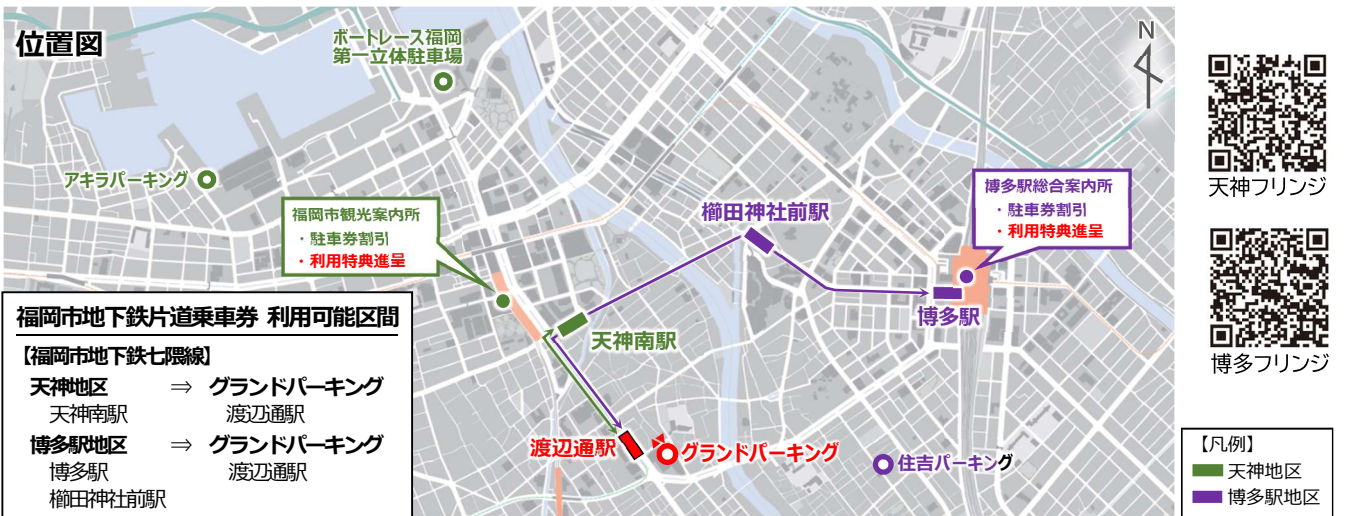 位置図
ボートレース福岡
第一立体駐車場
N
アキラパーキング
福岡市観光案内所
・駐車券割引
・利用特典進呈
櫛田神社前駅
博多駅総合案内所
・駐車券割引
・利用特典進呈
博多駅
天神南駅
渡辺通駅
グランドパーキング
住吉パーキング
福岡市地下鉄片道乗車券 利用可能区間
【福岡市地下鉄七隈線】
天神地区 ⇒ グランドパーキング
天神南駅 渡辺通駅
博多駅地区 ⇒ グランドパーキング
博多駅 渡辺通駅
櫛田神社前駅
天神フリンジ
博多フリンジ
【凡例】
天神地区
博多駅地区